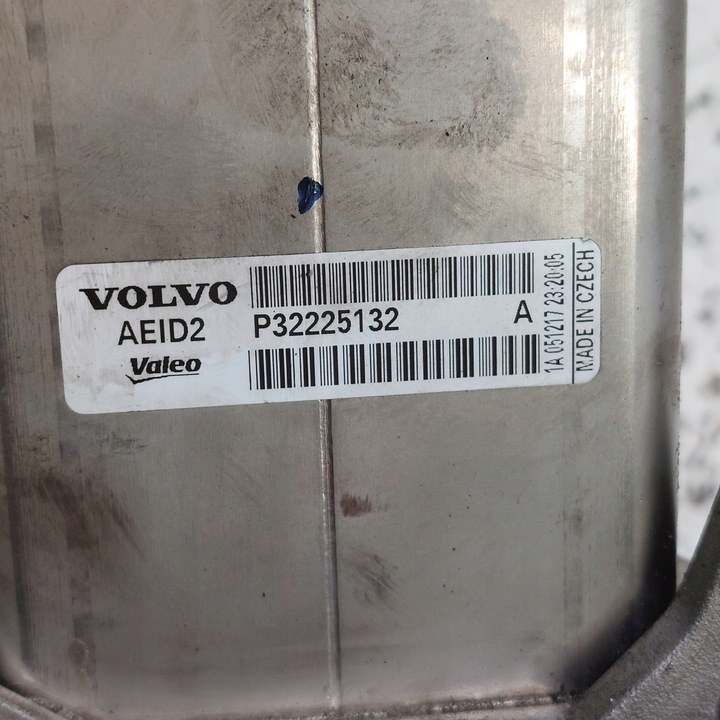 VOLVO
AEID2
Valeo
P32225132 A
1A 051217 23:20:05
MADE IN CZECH